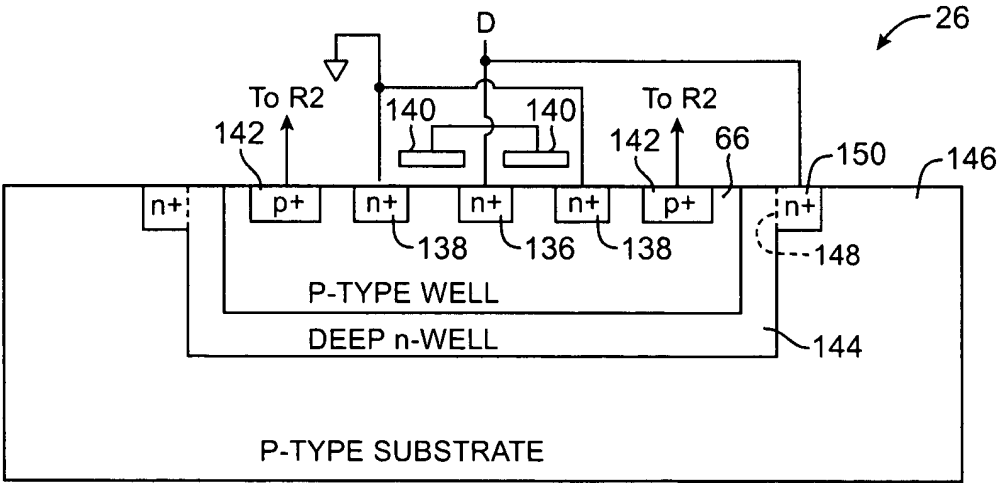 D
26
To R2
To R2
142
140
140
142
66
150
146
n+
p+
n+
n+
n+
p+
n+
138
136
138
148
P-TYPE WELL
DEEP n-WELL
144
P-TYPE SUBSTRATE